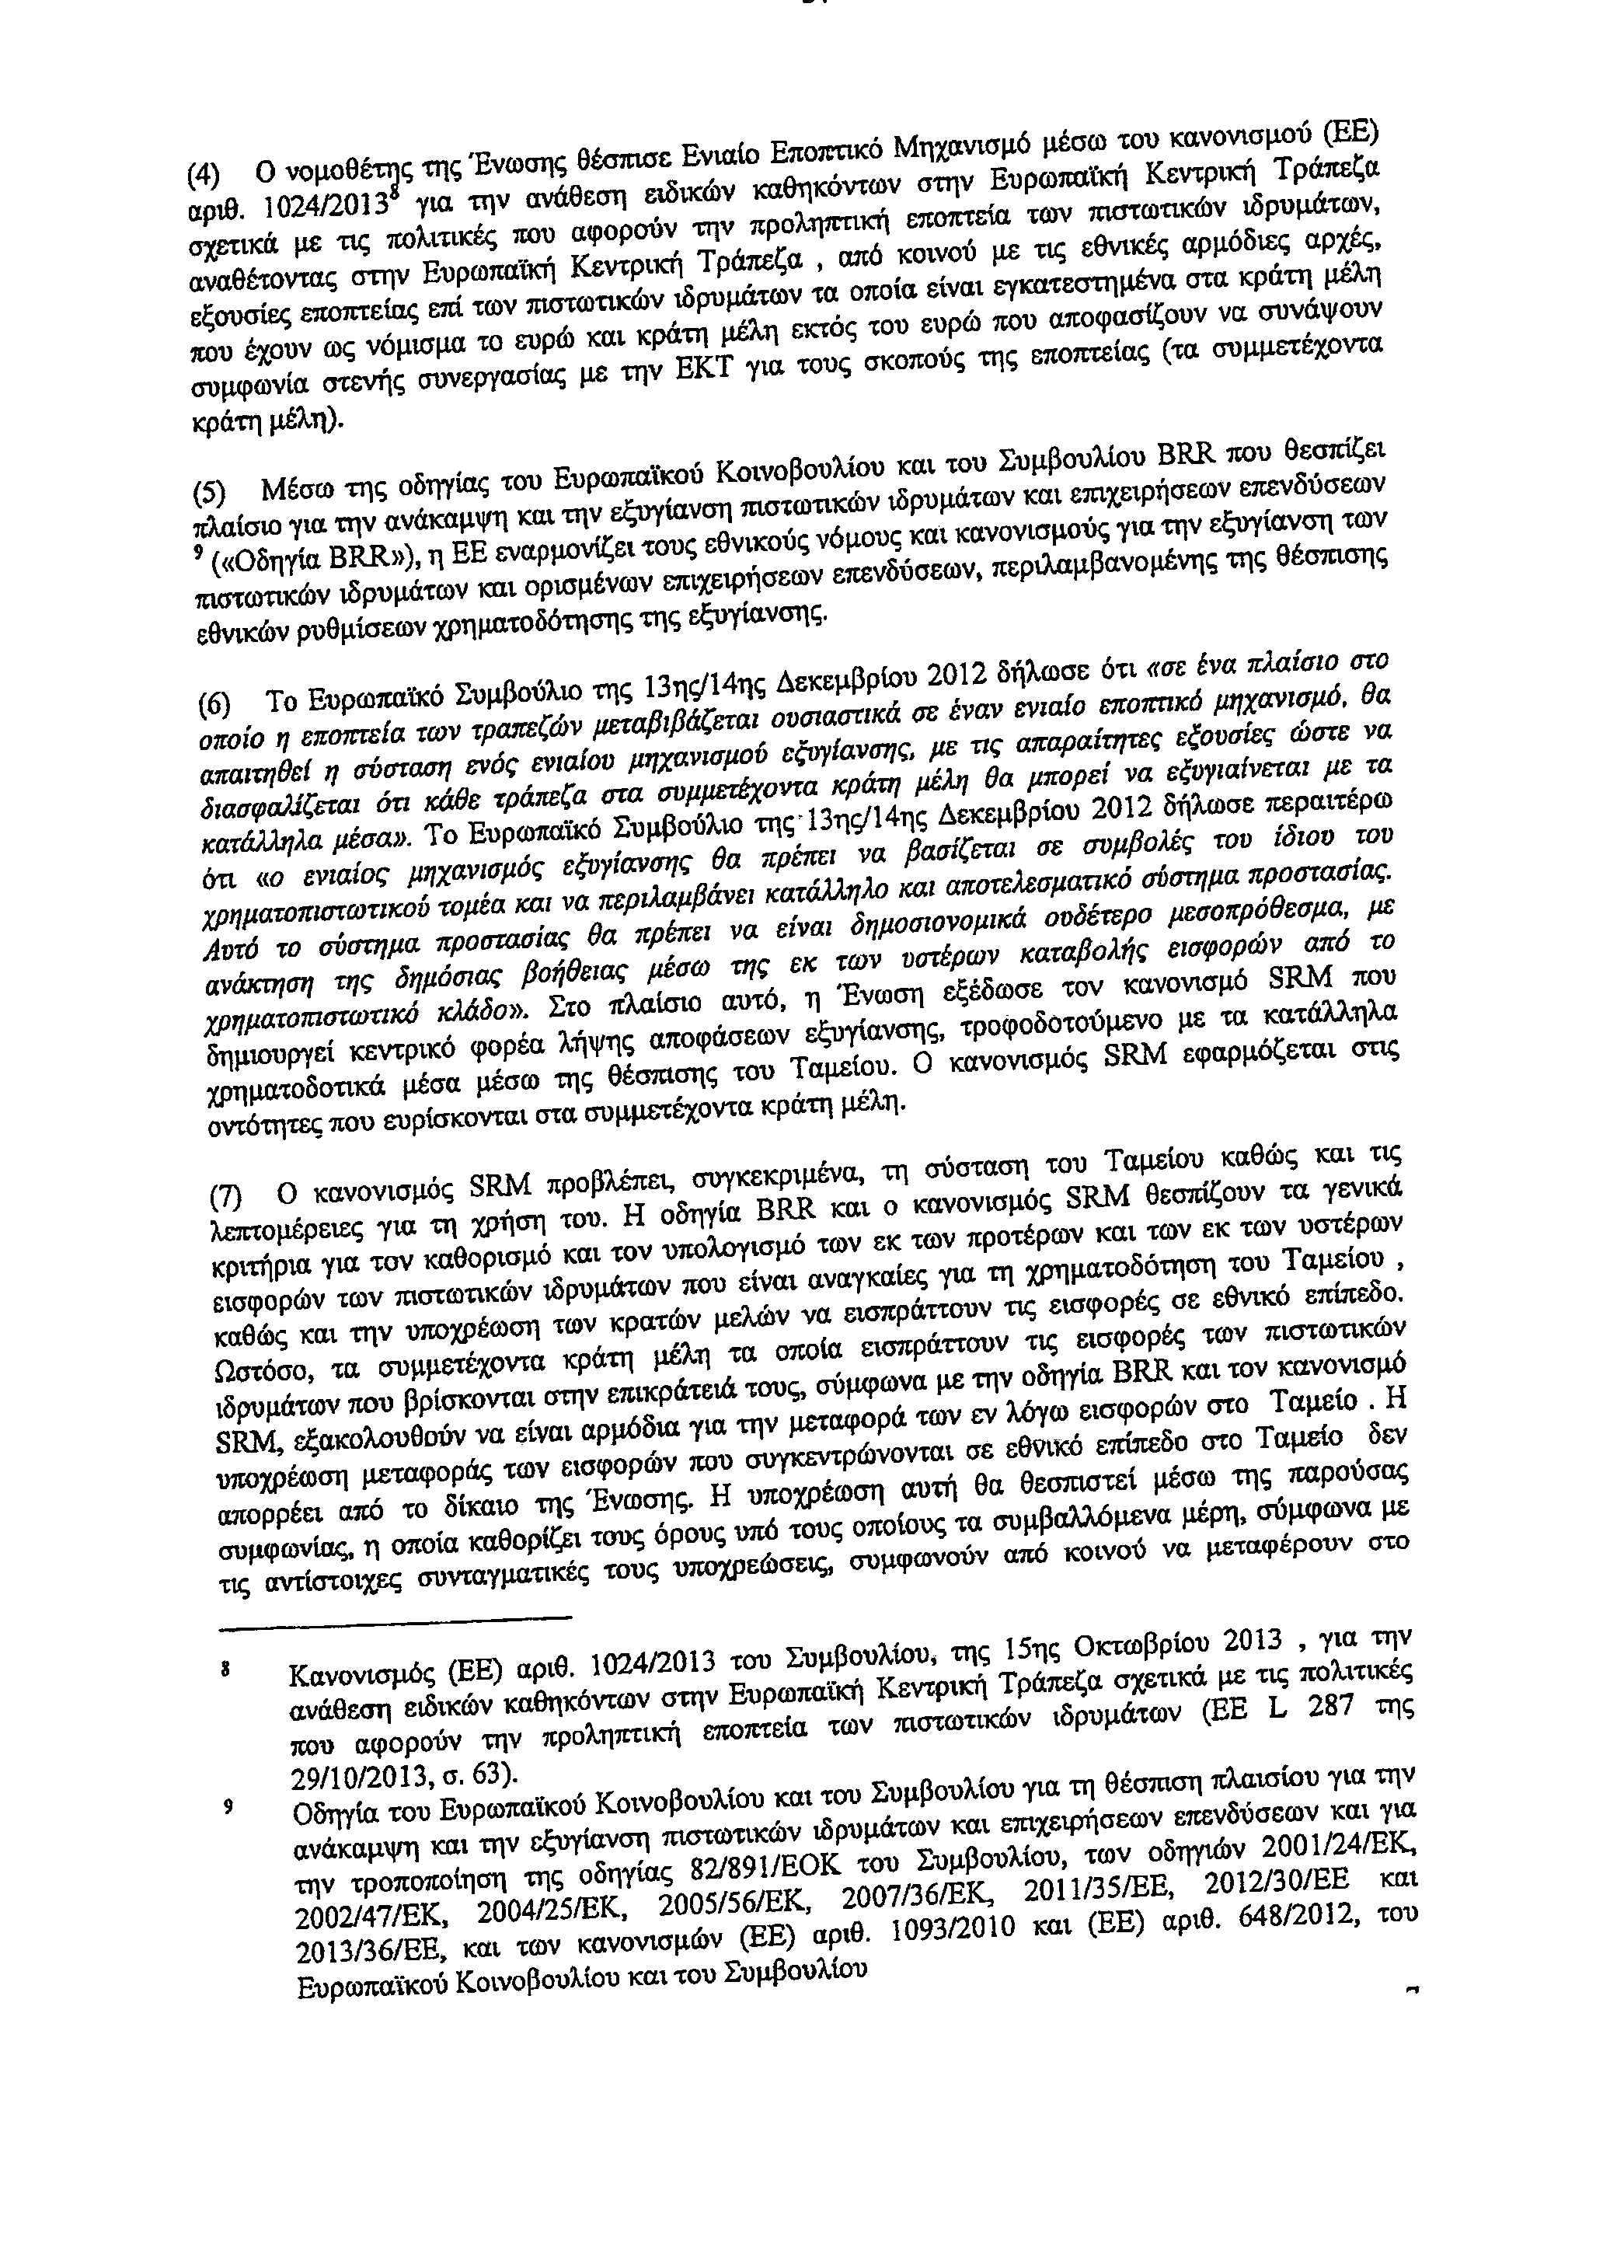 (4) Ο νομοθέτης της Ένωσης θέσπισε Ενιαίο Εποπτικό Μηχανισμό μέσω του κανονισμού (ΕΕ)
αριθ. 1024/2013⁸ για την ανάθεση ειδικών καθηκόντων στην Ευρωπαϊκή Κεντρική Τράπεζα
σχετικά με τις πολιτικές που αφορούν την προληπτική εποπτεία των πιστωτικών ιδρυμάτων,
αναθέτοντας στην Ευρωπαϊκή Κεντρική Τράπεζα , από κοινού με τις εθνικές αρμόδιες αρχές,
εξουσίες εποπτείας επί των πιστωτικών ιδρυμάτων τα οποία είναι εγκατεστημένα στα κράτη μέλη
που έχουν ως νόμισμα το ευρώ και κράτη μέλη εκτός του ευρώ που αποφασίζουν να συνάψουν
συμφωνία στενής συνεργασίας με την ΕΚΤ για τους σκοπούς της εποπτείας (τα συμμετέχοντα
κράτη μέλη).
(5) Μέσω της οδηγίας του Ευρωπαϊκού Κοινοβουλίου και του Συμβουλίου BRR που θεσπίζει
πλαίσιο για την ανάκαμψη και την εξυγίανση πιστωτικών ιδρυμάτων και επιχειρήσεων επενδύσεων
⁹ («Οδηγία BRR»), η ΕΕ εναρμονίζει τους εθνικούς νόμους και κανονισμούς για την εξυγίανση των
πιστωτικών ιδρυμάτων και ορισμένων επιχειρήσεων επενδύσεων, περιλαμβανομένης της θέσπισης
εθνικών ρυθμίσεων χρηματοδότησης της εξυγίανσης.
(6) Το Ευρωπαϊκό Συμβούλιο της 13ης/14ης Δεκεμβρίου 2012 δήλωσε ότι «σε ένα πλαίσιο στο
οποίο η εποπτεία των τραπεζών μεταβιβάζεται ουσιαστικά σε έναν ενιαίο εποπτικό μηχανισμό, θα
απαιτηθεί η σύσταση ενός ενιαίου μηχανισμού εξυγίανσης, με τις απαραίτητες εξουσίες ώστε να
διασφαλίζεται ότι κάθε τράπεζα στα συμμετέχοντα κράτη μέλη θα μπορεί να εξυγιαίνεται με τα
κατάλληλα μέσα». Το Ευρωπαϊκό Συμβούλιο της 13ης/14ης Δεκεμβρίου 2012 δήλωσε περαιτέρω
ότι «ο ενιαίος μηχανισμός εξυγίανσης θα πρέπει να βασίζεται σε συμβολές του ίδιου του
χρηματοπιστωτικού τομέα και να περιλαμβάνει κατάλληλο και αποτελεσματικό σύστημα προστασίας.
Αυτό το σύστημα προστασίας θα πρέπει να είναι δημοσιονομικά ουδέτερο μεσοπρόθεσμα, με
ανάκτηση της δημόσιας βοήθειας μέσω της εκ των υστέρων καταβολής εισφορών από το
χρηματοπιστωτικό κλάδο». Στο πλαίσιο αυτό, η Ένωση εξέδωσε τον κανονισμό SRM που
δημιουργεί κεντρικό φορέα λήψης αποφάσεων εξυγίανσης, τροφοδοτούμενο με τα κατάλληλα
χρηματοδοτικά μέσα μέσω της θέσπισης του Ταμείου. Ο κανονισμός SRM εφαρμόζεται στις
οντότητες που ευρίσκονται στα συμμετέχοντα κράτη μέλη.
(7) Ο κανονισμός SRM προβλέπει, συγκεκριμένα, τη σύσταση του Ταμείου καθώς και τις
λεπτομέρειες για τη χρήση του. Η οδηγία BRR και ο κανονισμός SRM θεσπίζουν τα γενικά
κριτήρια για τον καθορισμό και τον υπολογισμό των εκ των προτέρων και των εκ των υστέρων
εισφορών των πιστωτικών ιδρυμάτων που είναι αναγκαίες για τη χρηματοδότηση του Ταμείου ,
καθώς και την υποχρέωση των κρατών μελών να εισπράττουν τις εισφορές σε εθνικό επίπεδο.
Ωστόσο, τα συμμετέχοντα κράτη μέλη τα οποία εισπράττουν τις εισφορές των πιστωτικών
ιδρυμάτων που βρίσκονται στην επικράτειά τους, σύμφωνα με την οδηγία BRR και τον κανονισμό
SRM, εξακολουθούν να είναι αρμόδια για την μεταφορά των εν λόγω εισφορών στο Ταμείο . Η
υποχρέωση μεταφοράς των εισφορών που συγκεντρώνονται σε εθνικό επίπεδο στο Ταμείο δεν
απορρέει από το δίκαιο της Ένωσης. Η υποχρέωση αυτή θα θεσπιστεί μέσω της παρούσας
συμφωνίας, η οποία καθορίζει τους όρους υπό τους οποίους τα συμβαλλόμενα μέρη, σύμφωνα με
τις αντίστοιχες συνταγματικές τους υποχρεώσεις, συμφωνούν από κοινού να μεταφέρουν στο
8 Κανονισμός (ΕΕ) αριθ. 1024/2013 του Συμβουλίου, της 15ης Οκτωβρίου 2013 , για την
ανάθεση ειδικών καθηκόντων στην Ευρωπαϊκή Κεντρική Τράπεζα σχετικά με τις πολιτικές
που αφορούν την προληπτική εποπτεία των πιστωτικών ιδρυμάτων (ΕΕ L 287 της
29/10/2013, σ. 63).
9 Οδηγία του Ευρωπαϊκού Κοινοβουλίου και του Συμβουλίου για τη θέσπιση πλαισίου για την
ανάκαμψη και την εξυγίανση πιστωτικών ιδρυμάτων και επιχειρήσεων επενδύσεων και για
την τροποποίηση της οδηγίας 82/891/ΕΟΚ του Συμβουλίου, των οδηγιών 2001/24/ΕΚ,
2002/47/ΕΚ, 2004/25/ΕΚ, 2005/56/ΕΚ, 2007/36/ΕΚ, 2011/35/ΕΕ, 2012/30/ΕΕ και
2013/36/ΕΕ, και των κανονισμών (ΕΕ) αριθ. 1093/2010 και (ΕΕ) αριθ. 648/2012, του
Ευρωπαϊκού Κοινοβουλίου και του Συμβουλίου